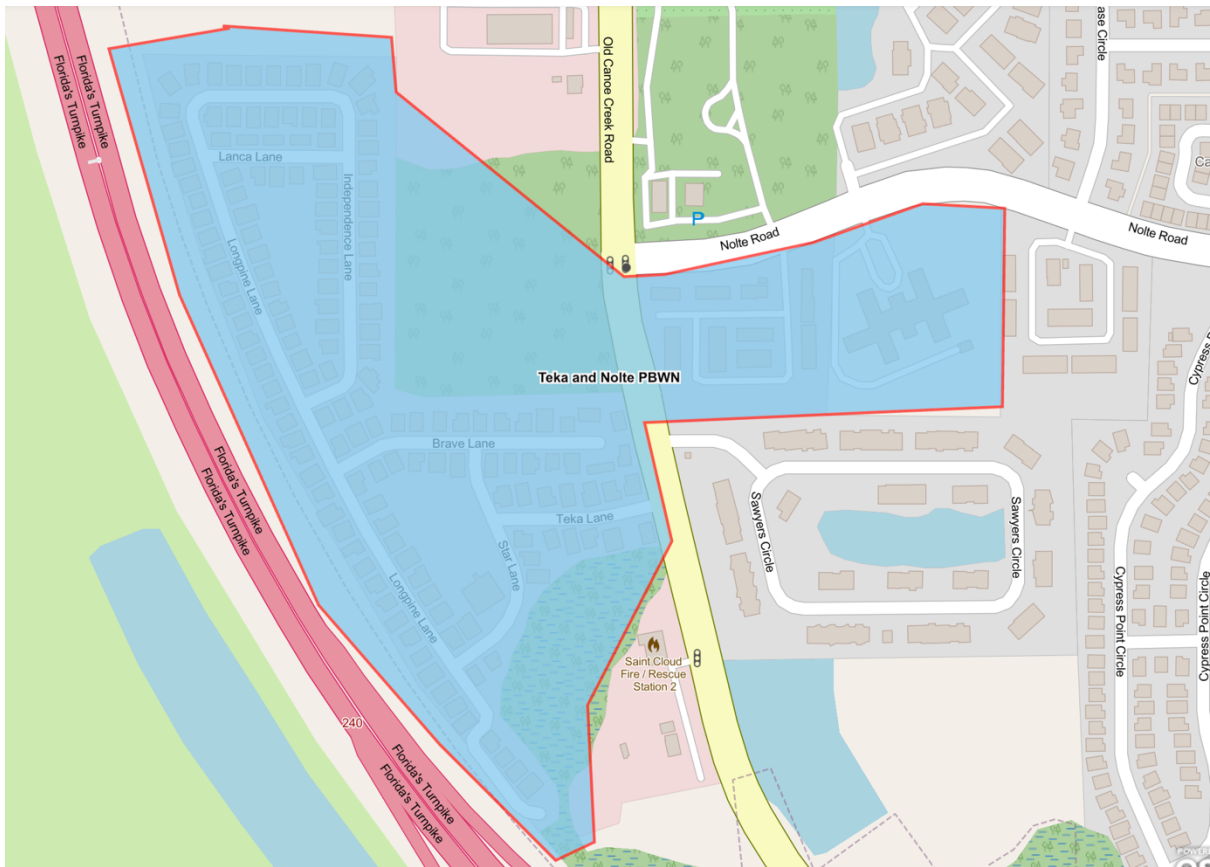 Florida's Turnpike
Florida's Turnpike
Old Canoe Creek Road
Lanca Lane
Independence Lane
Longpine Lane
P
Nolte Road
Nolte Road
Cypress P
Teka and Nolte PBWN
Brave Lane
Florida's Turnpike
Florida's Turnpike
Teka Lane
Star Lane
Sawyers Circle
Sawyers Circle
Longpine Lane
Cypress Point Circle
Cypress Point Circle
Saint Cloud
Fire / Rescue
Station 2
240
Florida's Turnpike
Florida's Turnpike
POWERE